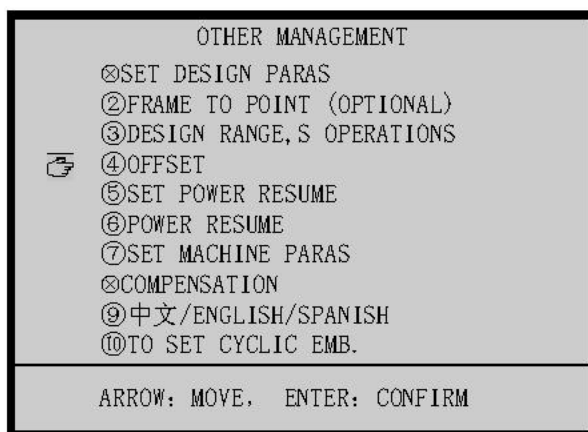 OTHER MANAGEMENT
⊗SET DESIGN PARAS
②FRAME TO POINT (OPTIONAL)
③DESIGN RANGE,S OPERATIONS
④OFFSET
⑤SET POWER RESUME
⑥POWER RESUME
⑦SET MACHINE PARAS
⊗COMPENSATION
⑨中文/ENGLISH/SPANISH
⑩TO SET CYCLIC EMB.
ARROW: MOVE, ENTER: CONFIRM